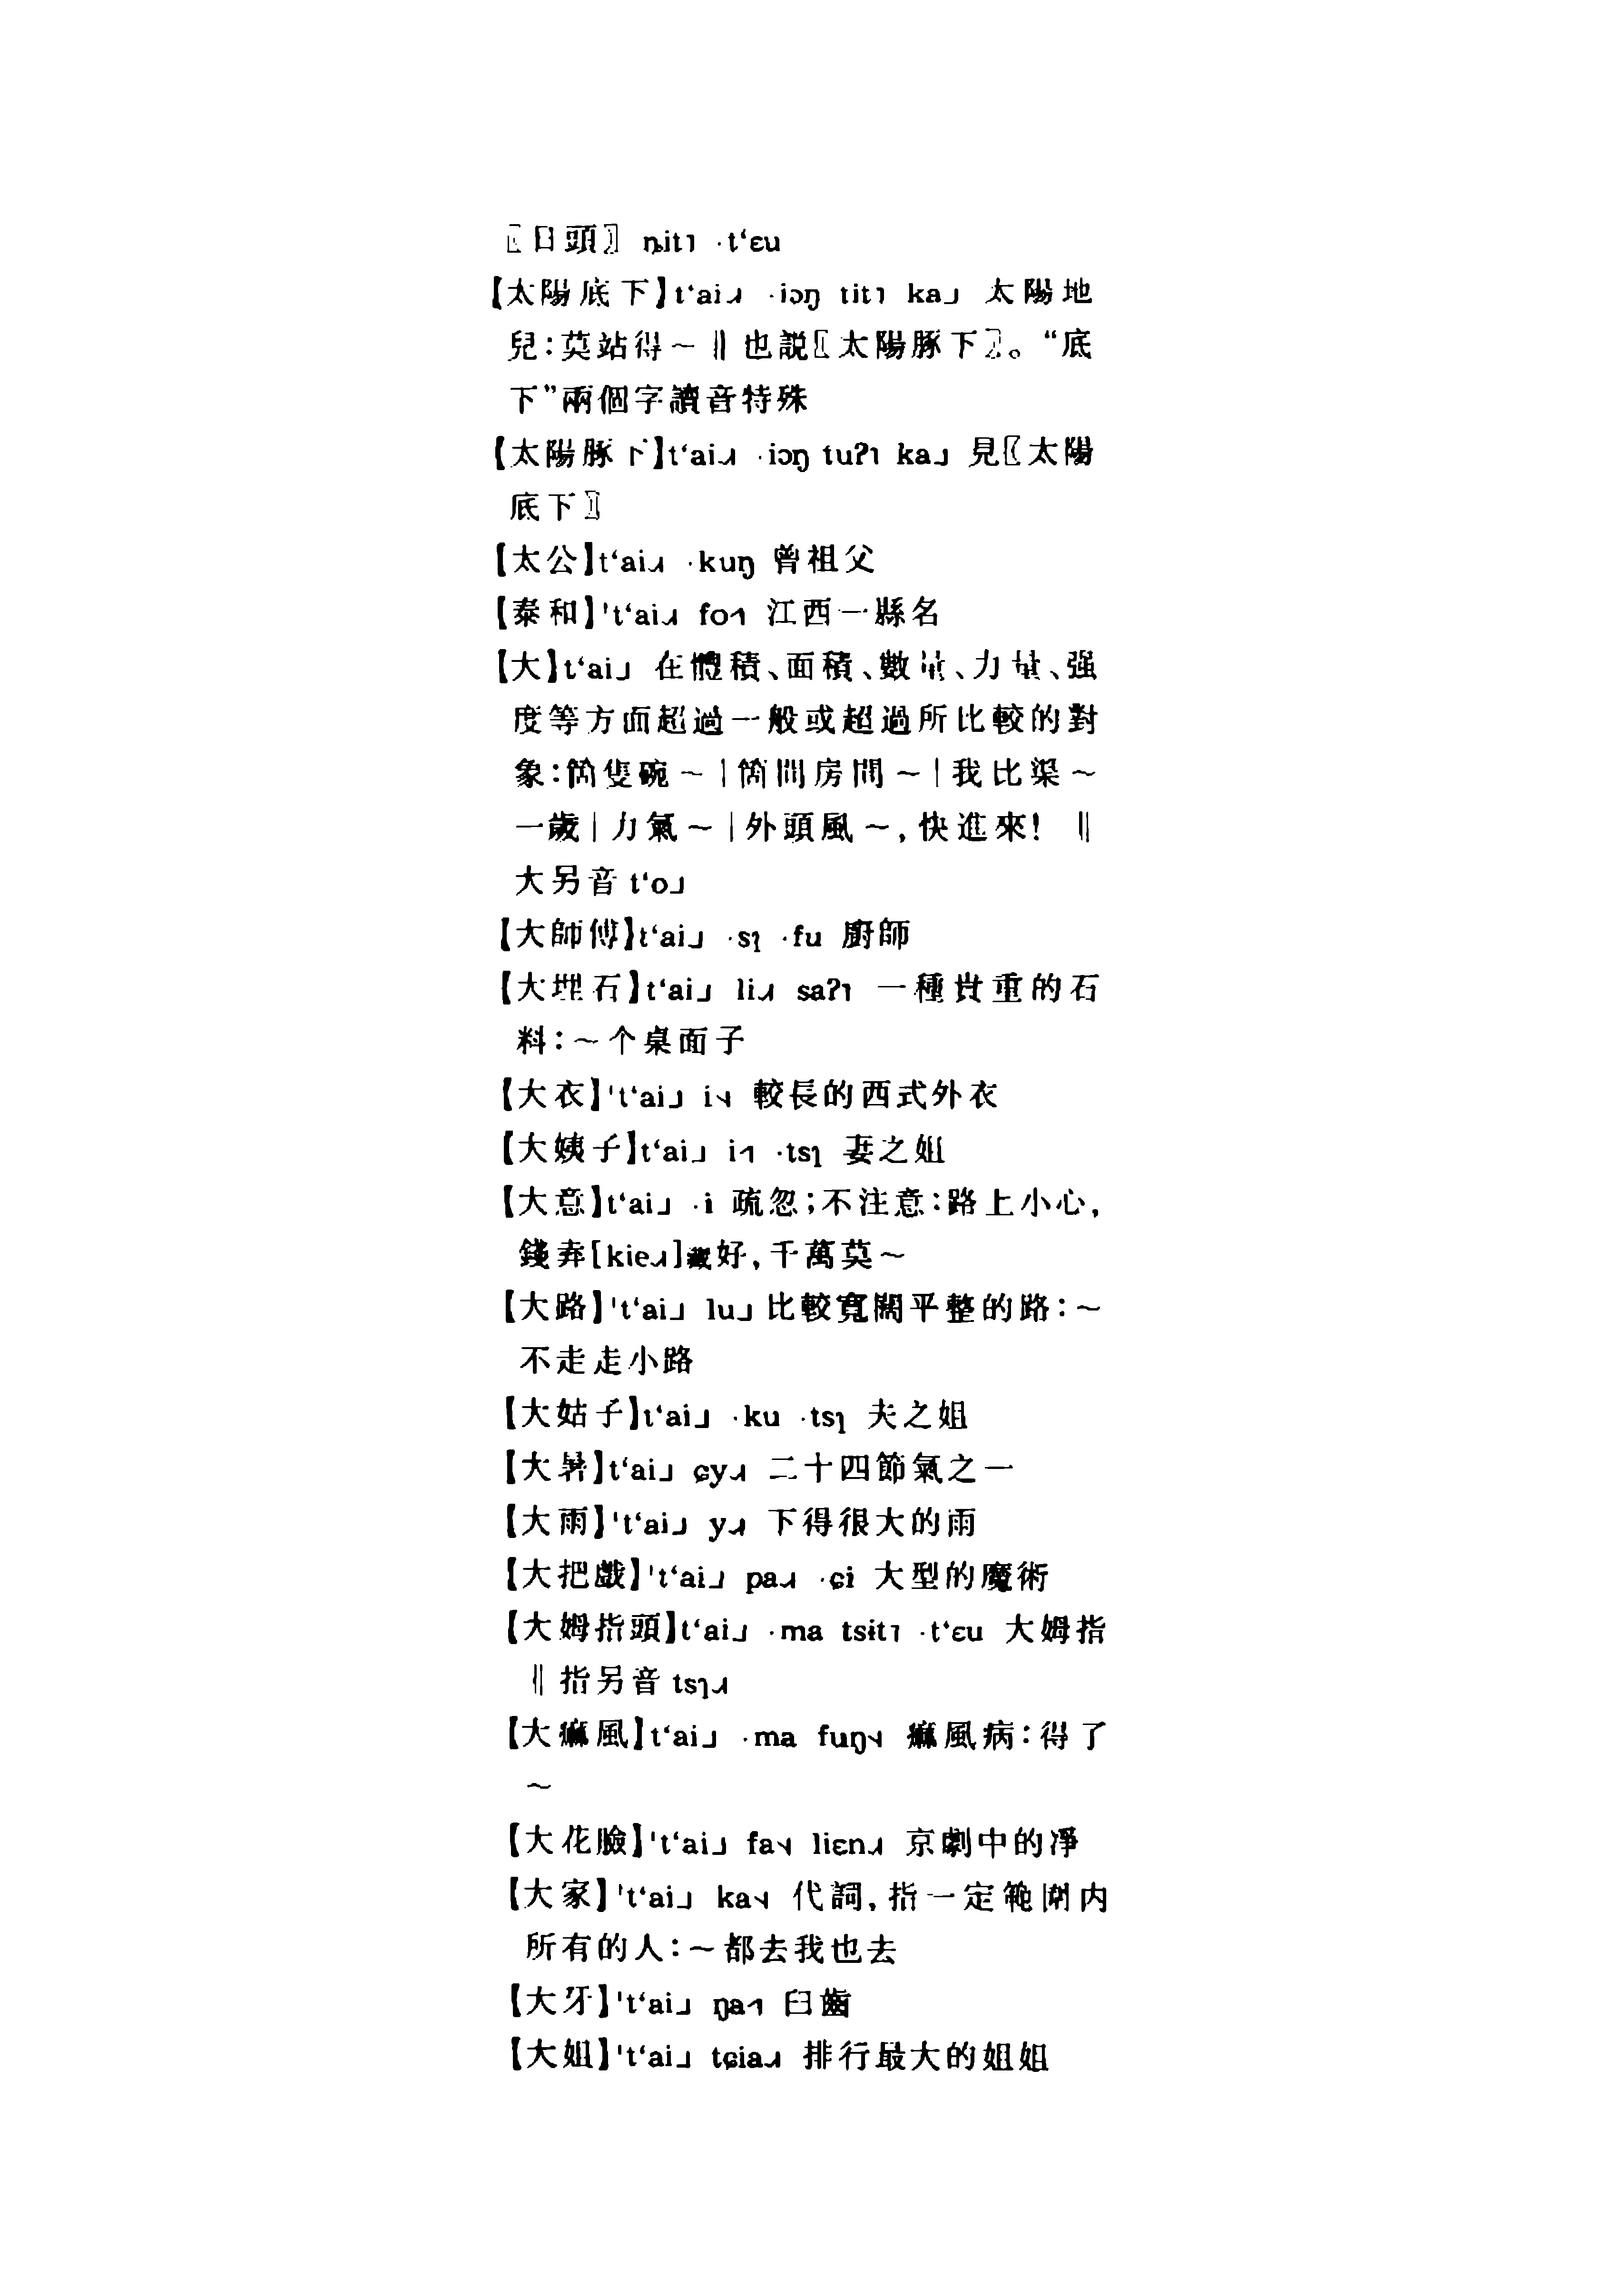 〖日頭〗 ȵit˥ ·t‘ɛu
【太陽底下】t‘ai˩˧ ·iɔŋ tit˥ ka˩ 太陽地
兒：莫站得～‖也説〖太陽豚下〗。“底
下”兩個字讀音特殊
【太陽豚下】t‘ai˩˧ ·iɔŋ tuʔ˥ ka˩ 見〖太陽
底下〗
【太公】t‘ai˩˧ ·kuŋ 曾祖父
【泰和】't‘ai˩˧ fo˧˥ 江西一縣名
【大】t‘ai˩ 在體積、面積、數量、力量、强
度等方面超過一般或超過所比較的對
象：箇隻碗～｜箇間房間～｜我比渠～
一歲｜力氣～｜外頭風～，快進來！‖
大另音 t‘o˩
【大師傅】t‘ai˩ ·sɿ ·fu 廚師
【大理石】t‘ai˩ li˩˧ saʔ˥ 一種貴重的石
料：～个桌面子
【大衣】't‘ai˩ i˧˩ 較長的西式外衣
【大姨子】t‘ai˩ i˧˥ ·tsɿ 妻之姐
【大意】t‘ai˩ ·i 疏忽；不注意：路上小心，
錢弆[kie˩˧]藏好，千萬莫～
【大路】't‘ai˩ lu˩ 比較寬闊平整的路：～
不走走小路
【大姑子】t‘ai˩ ·ku ·tsɿ 夫之姐
【大暑】t‘ai˩ ɕy˩˧ 二十四節氣之一
【大雨】't‘ai˩ y˩˧ 下得很大的雨
【大把戲】't‘ai˩ pa˩˧ ·ɕi 大型的魔術
【大姆指頭】t‘ai˩ ·ma tsit˥ ·t‘ɛu 大姆指
‖指另音 tsɿ˩˧
【大痲風】t‘ai˩ ·ma fuŋ˧˩ 痲風病：得了
～
【大花臉】't‘ai˩ fa˧˩ liɛn˩˧ 京劇中的凈
【大家】't‘ai˩ ka˧˩ 代詞，指一定範圍内
所有的人：～都去我也去
【大牙】't‘ai˩ ŋa˧˥ 臼齒
【大姐】't‘ai˩ tɕia˩˧ 排行最大的姐姐